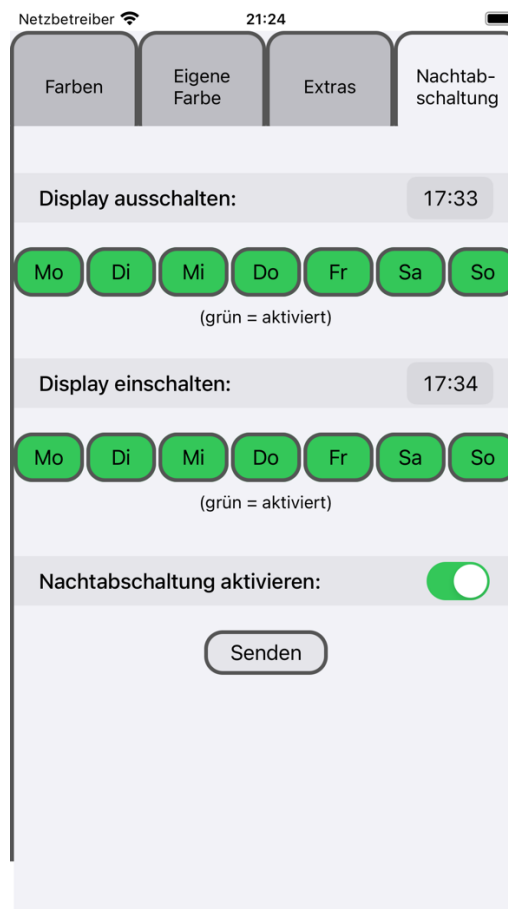 Netzbetreiber 21:24
Farben Eigene Farbe Extras Nachtab-
schaltung
Display ausschalten: 17:33
Mo Di Mi Do Fr Sa So
(grün = aktiviert)
Display einschalten: 17:34
Mo Di Mi Do Fr Sa So
(grün = aktiviert)
Nachtabschaltung aktivieren:
Senden